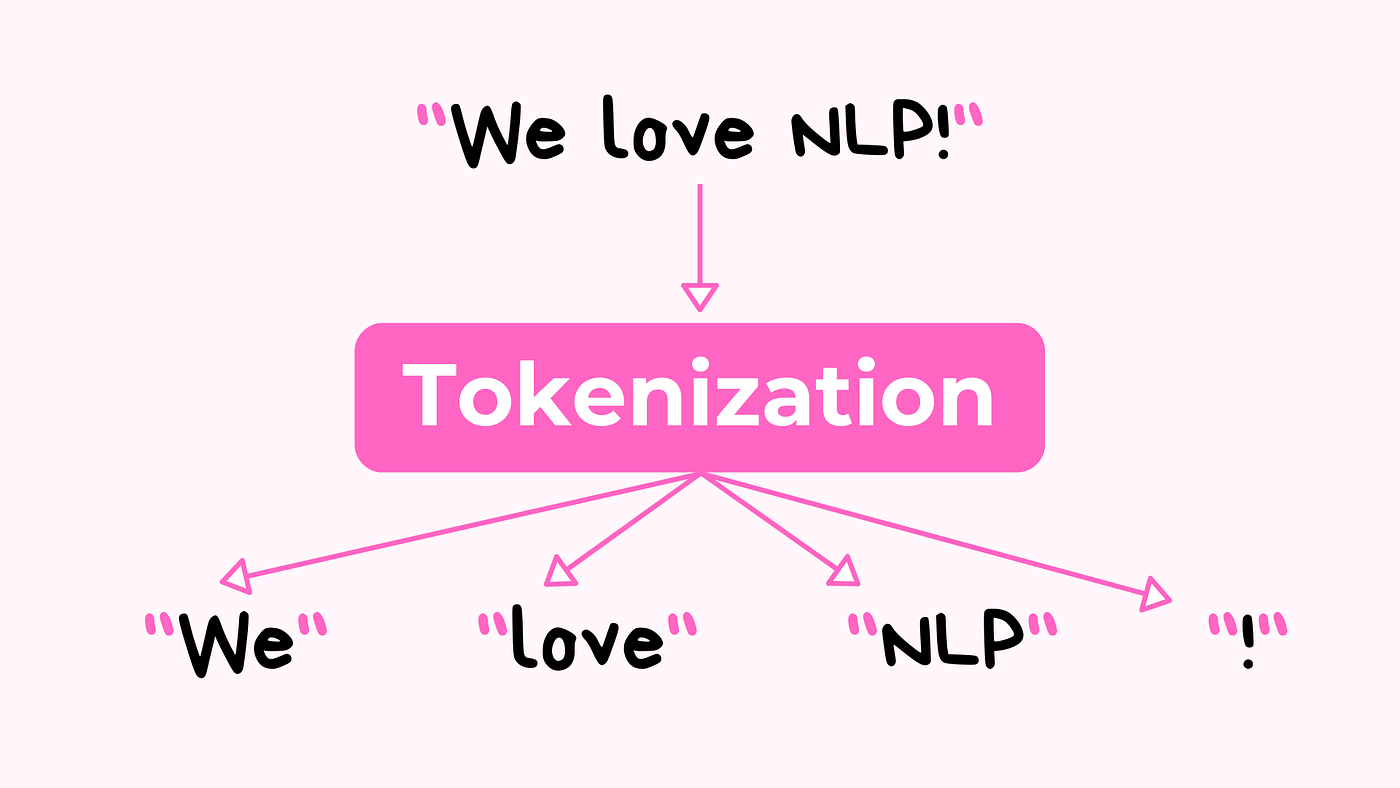 "We love NLP!"
Tokenization
"We" "love" "NLP" "!"